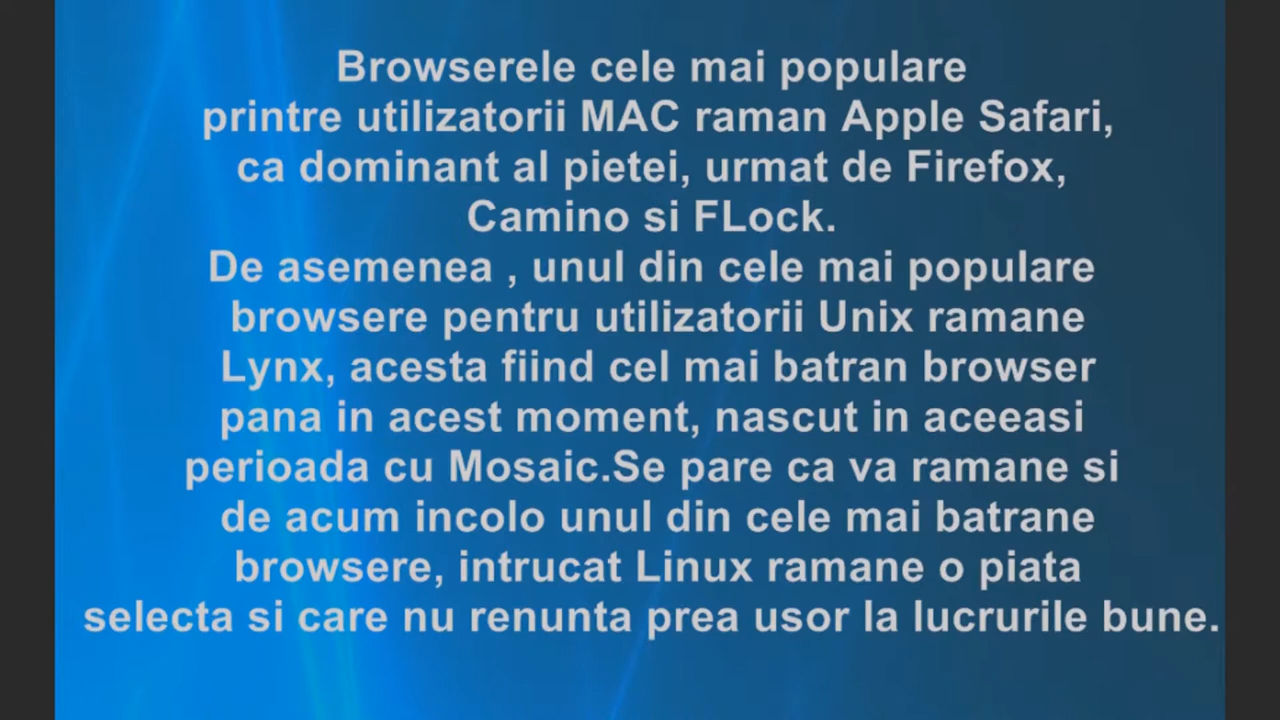 Browserele cele mai populare
printre utilizatorii MAC raman Apple Safari,
ca dominant al pietei, urmat de Firefox,
Camino si FLock.
De asemenea , unul din cele mai populare
browsere pentru utilizatorii Unix ramane
Lynx, acesta fiind cel mai batran browser
pana in acest moment, nascut in aceeasi
perioada cu Mosaic.Se pare ca va ramane si
de acum incolo unul din cele mai batrane
browsere, intrucat Linux ramane o piata
selecta si care nu renunta prea usor la lucrurile bune.